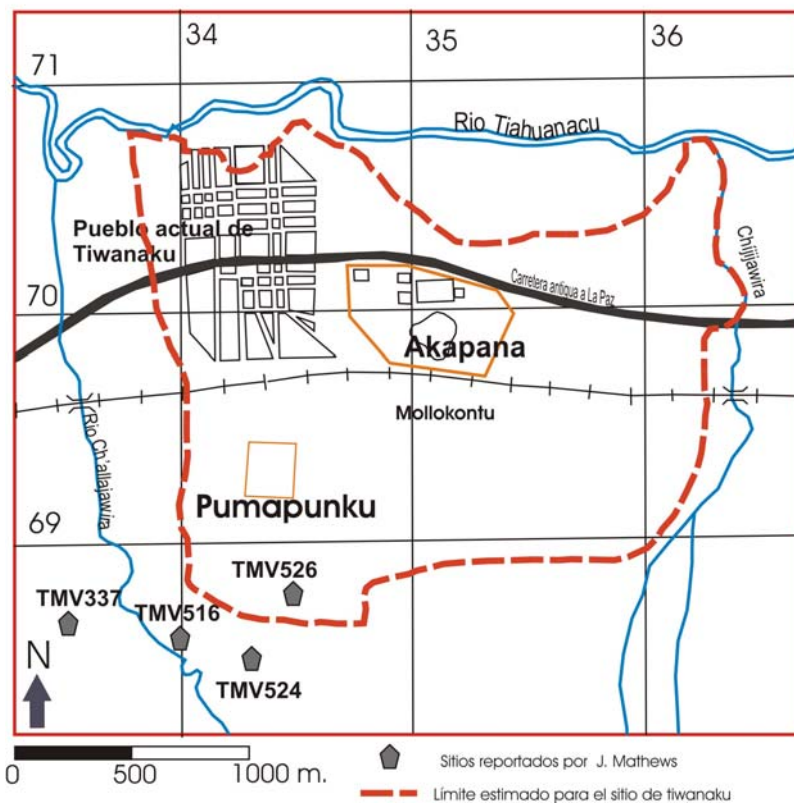 34
35
36
71
Rio Tiahuanacu
Pueblo actual de
Tiwanaku
Chijijawira
Carretera antiqua a La Paz
70
Akapana
Mollokontu
Rio Ch'allajawira
Pumapunku
69
TMV526
TMV337
TMV516
TMV524
N
0 500 1000 m.
Sitios reportados por J. Mathews
Límite estimado para el sitio de tiwanaku